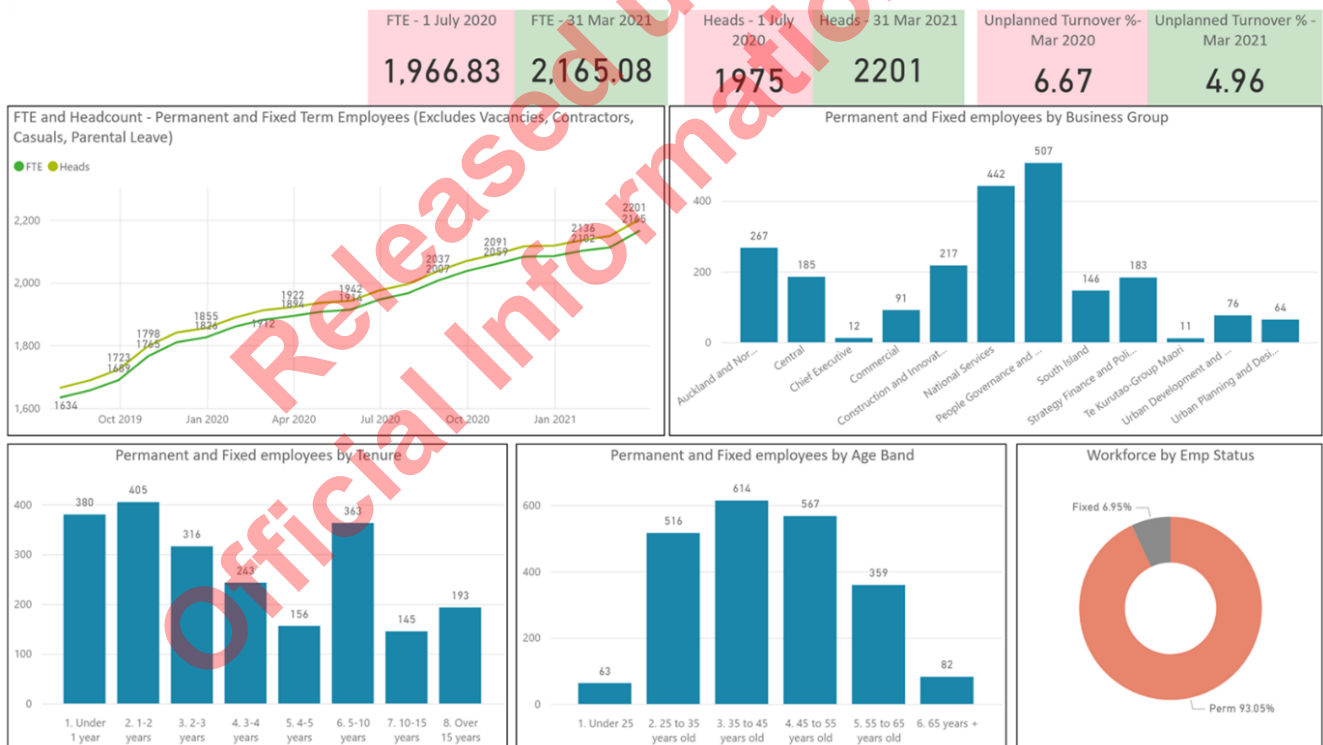 FTE - 1 July 2020
1,966.83
FTE - 31 Mar 2021
2,165.08
Heads - 1 July
2020
1975
Heads - 31 Mar 2021
2201
Unplanned Turnover %-
Mar 2020
6.67
Unplanned Turnover % -
Mar 2021
4.96
FTE and Headcount - Permanent and Fixed Term Employees (Excludes Vacancies, Contractors,
Casuals, Parental Leave)
FTE Heads
2,200
2,000
1,800
1,600
1634
1723
1689
1798
1765
1855
1826
1912
1922
1894
1942
1914
2037
2007
2091
2059
2136
2102
2201
2165
Oct 2019 Jan 2020 Apr 2020 Jul 2020 Oct 2020 Jan 2021
Permanent and Fixed employees by Business Group
400
200
0
267 185 12 91 217 442 507 146 183 11 76 64
Auckland and Nor...
Central
Chief Executive
Commercial
Construction and Innovat...
National Services
People Governance and ...
South Island
Strategy Finance and Poli...
Te Kurutao-Group Maori
Urban Development and ...
Urban Planning and Desi...
Permanent and Fixed employees by Tenure
400
300
200
100
0
380 405 316 243 156 363 145 193
1. Under
1 year
2. 1-2
years
3. 2-3
years
4. 3-4
years
5. 4-5
years
6. 5-10
years
7. 10-15
years
8. Over
15 years
Permanent and Fixed employees by Age Band
600
400
200
0
63 516 614 567 359 82
1. Under 25
2. 25 to 35
years old
3. 35 to 45
years old
4. 45 to 55
years old
5. 55 to 65
years old
6. 65 years +
Workforce by Emp Status
Fixed 6.95%
Perm 93.05%
Released
Official Information